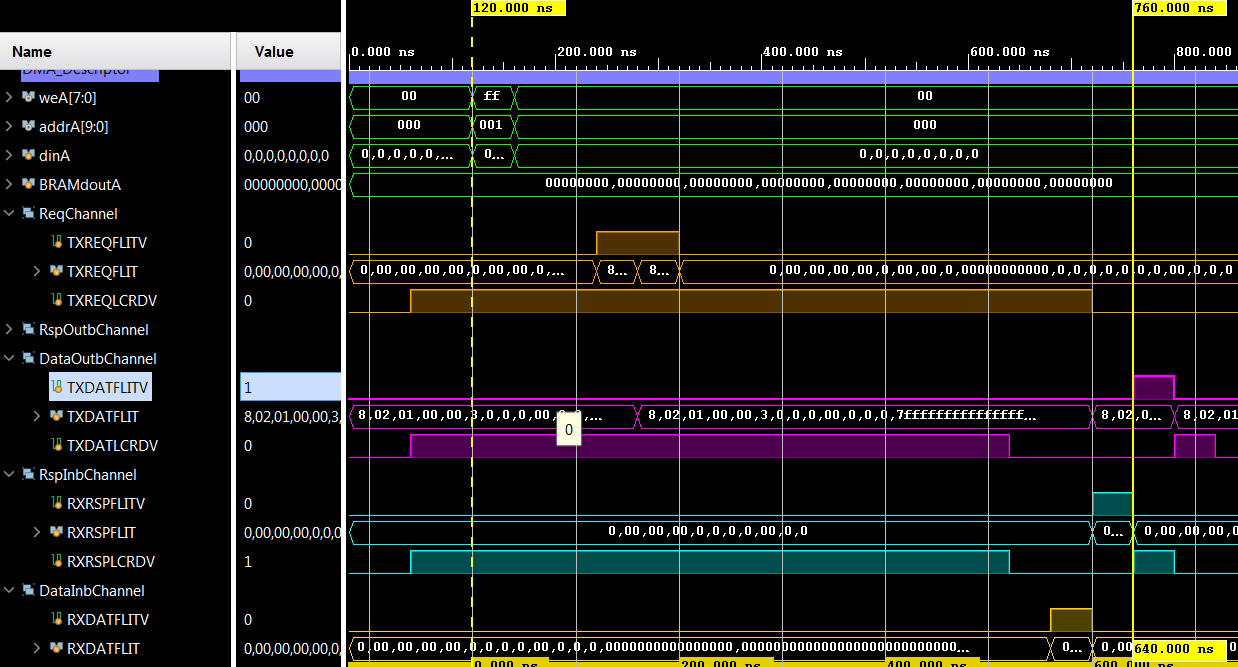 120.000 ns 760.000 ns
Name Value 0.000 ns 200.000 ns 400.000 ns 600.000 ns 800.000
DMA_Descriptor
weA[7:0] 00 00 ff 00
addrA[9:0] 000 000 001 000
dinA 0,0,0,0,0,0,0,0 0,0,0,0,0,... 0... 0,0,0,0,0,0,0,0
BRAMdoutA 00000000,0000 00000000,00000000,00000000,00000000,00000000,00000000,00000000,00000000
ReqChannel
TXREQFLITV 0
TXREQFLIT 0,00,00,00,00,0, 0,00,00,00,00,0,00,00,0,... 8... 8... 0,00,00,00,00,0,00,00,0,00000000000,0,0,0,0,0,0,0,00,0,0,0
TXREQLCRDV 0
RspOutbChannel
DataOutbChannel
TXDATFLITV 1
TXDATFLIT 8,02,01,00,00,3, 8,02,01,00,00,3,0,0,0,00,0,0,... 8,02,01,00,00,3,0,0,0,00,0,0,0,7fffffffffffffff... 8,02,0... 8,02,01
0
TXDATLCRDV 0
RspInbChannel
RXRSPFLITV 0
RXRSPFLIT 0,00,00,00,0,0,0 0,00,00,00,0,0,0,0,0,00,0,0 0... 0,00,00,00,0
RXRSPLCRDV 1
DataInbChannel
RXDATFLITV 0
RXDATFLIT 0,00,00,00,00,0, 640.000 ns
0.000 ns 200.000 ns 400.000 ns